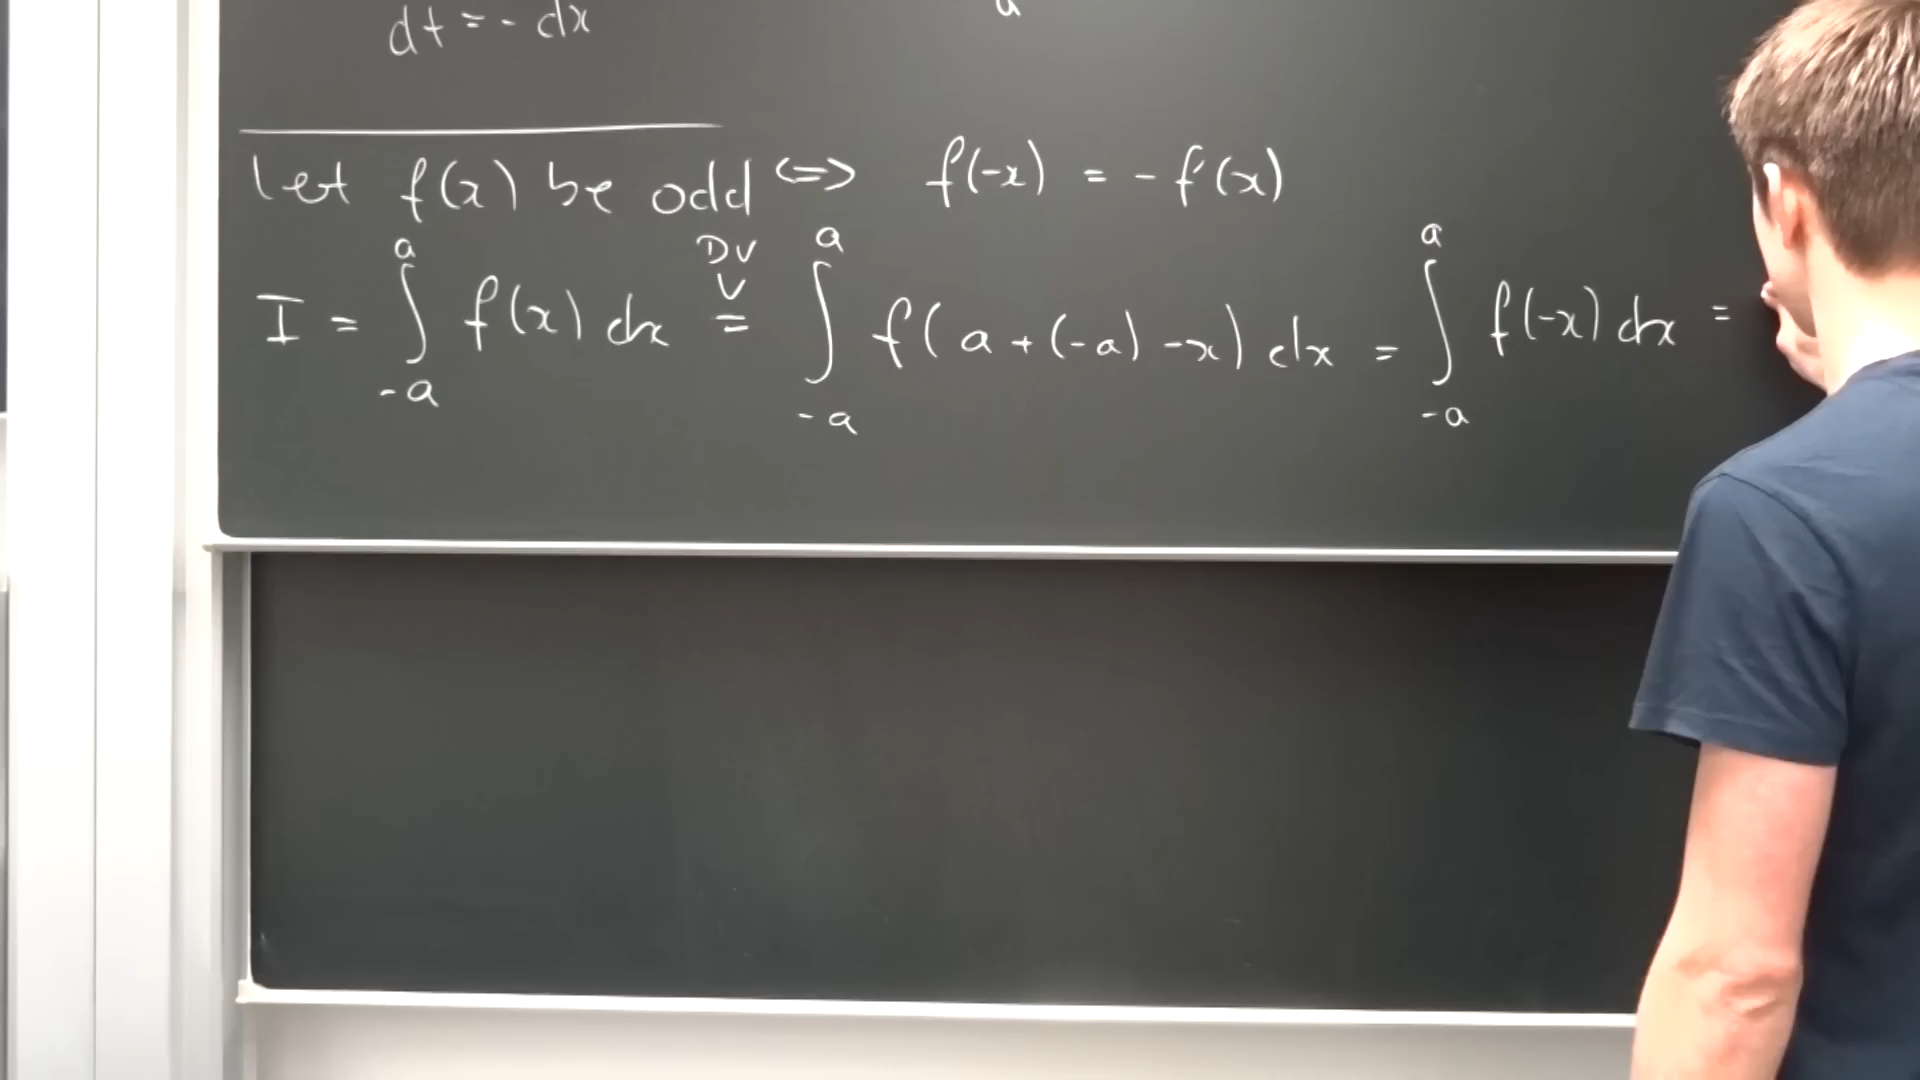 dt = - dx
a
Let f(x) be odd <=> f(-x) = - f(x)
DV
I = ∫_{-a}^{a} f(x) dx = ∫_{-a}^{a} f(a + (-a) - x) dx = ∫_{-a}^{a} f(-x) dx =